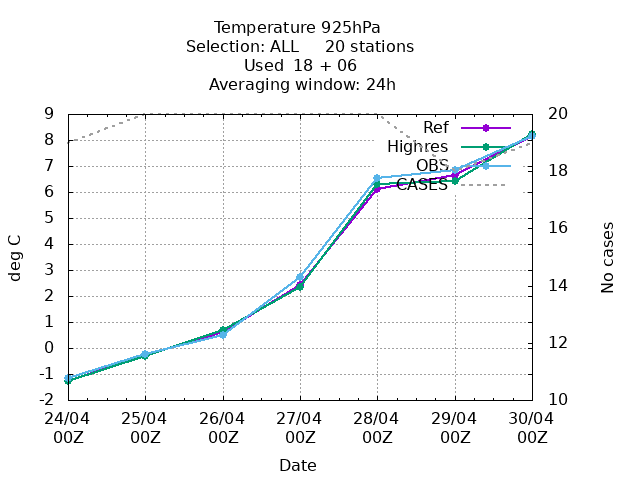 Temperature 925hPa
Selection: ALL 20 stations
Used 18 + 06
Averaging window: 24h
9
8
7
6
5
4
3
2
1
0
-1
-2
deg C
20
18
16
14
12
10
No cases
Ref
Highres
OBS
CASES
24/04 25/04 26/04 27/04 28/04 29/04 30/04
00Z 00Z 00Z 00Z 00Z 00Z 00Z
Date